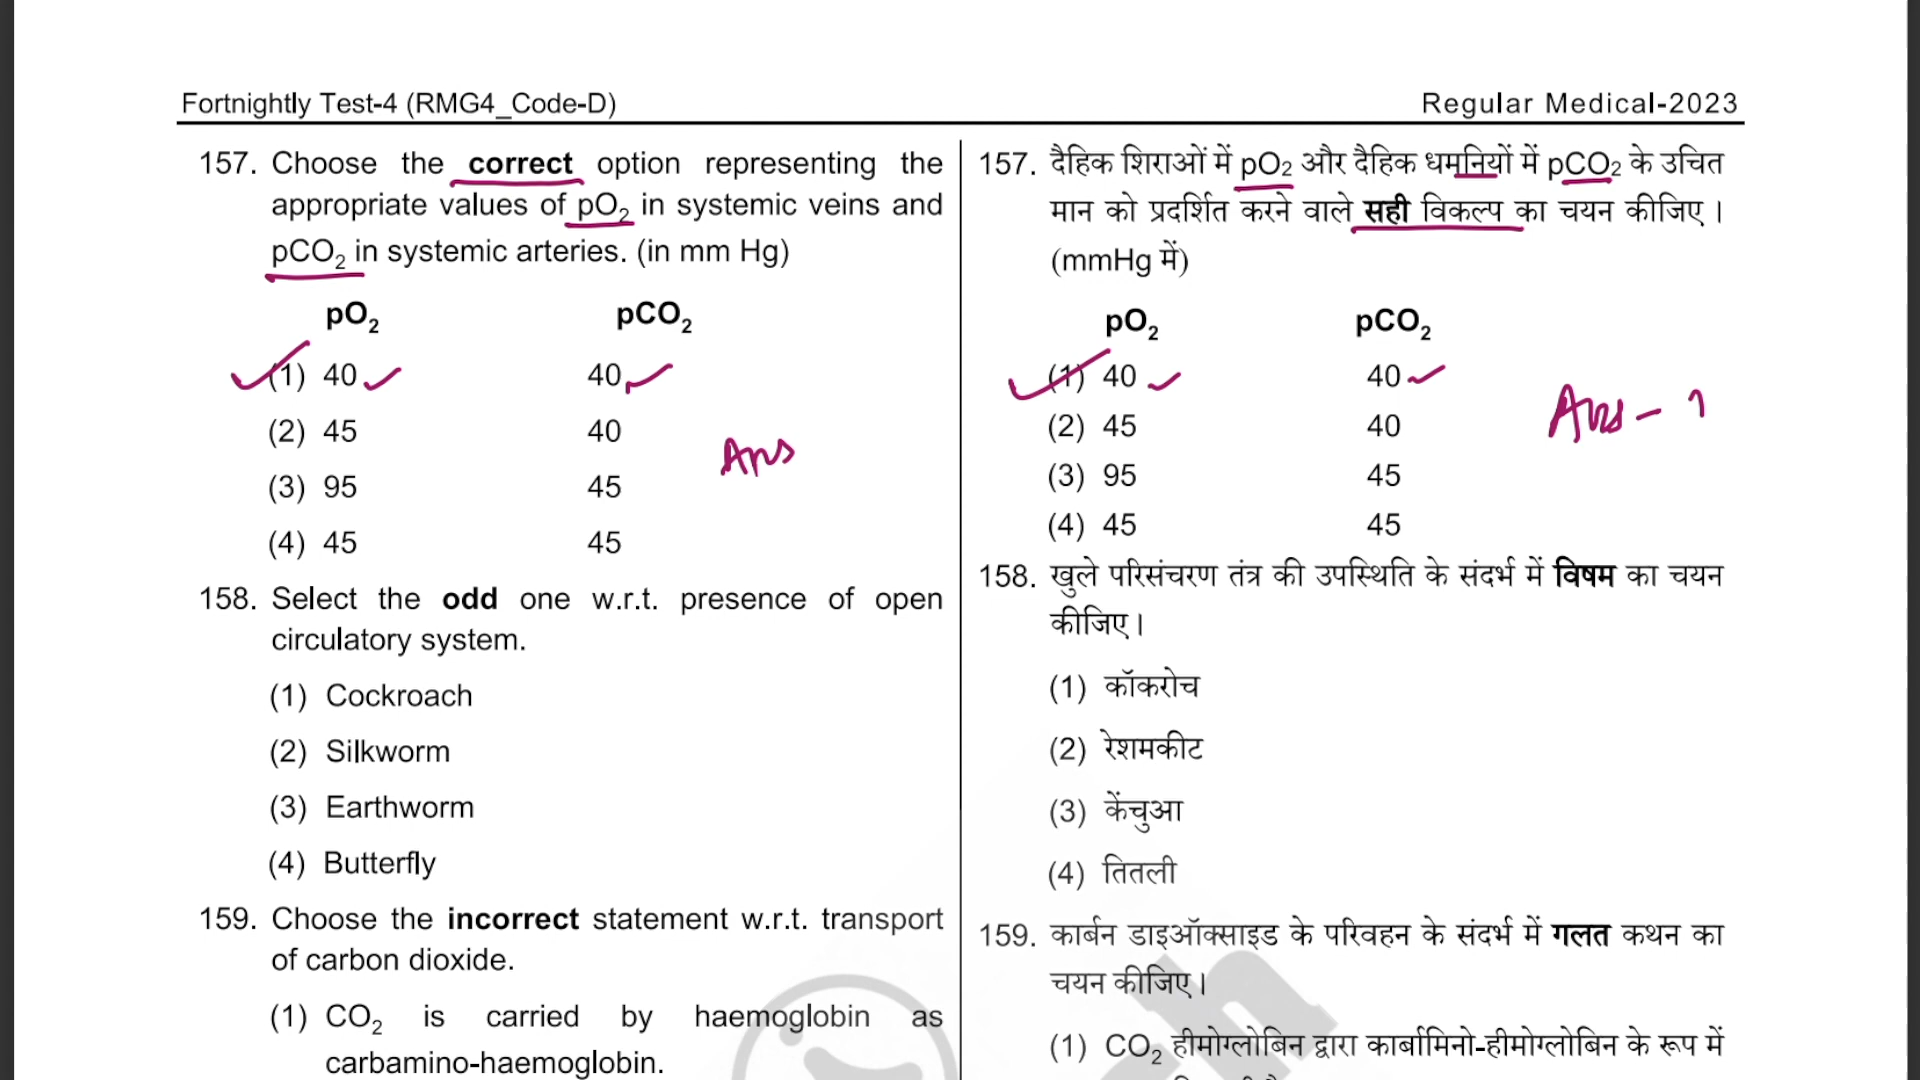 Fortnightly Test-4 (RMG4_Code-D)
Regular Medical-2023
157. Choose the correct option representing the
appropriate values of pO₂ in systemic veins and
pCO₂ in systemic arteries. (in mm Hg)
pO₂ pCO₂
(1) 40 40
(2) 45 40
Ans
(3) 95 45
(4) 45 45
158. Select the odd one w.r.t. presence of open
circulatory system.
(1) Cockroach
(2) Silkworm
(3) Earthworm
(4) Butterfly
159. Choose the incorrect statement w.r.t. transport
of carbon dioxide.
(1) CO₂ is carried by haemoglobin as
carbamino-haemoglobin.
157. दैहिक शिराओं में pO₂ और दैहिक धमनियों में pCO₂ के उचित
मान को प्रदर्शित करने वाले सही विकल्प का चयन कीजिए।
(mmHg में)
pO₂ pCO₂
(1) 40 40
Ans - 1
(2) 45 40
(3) 95 45
(4) 45 45
158. खुले परिसंचरण तंत्र की उपस्थिति के संदर्भ में विषम का चयन
कीजिए।
(1) कॉकरोच
(2) रेशमकीट
(3) केंचुआ
(4) तितली
159. कार्बन डाइऑक्साइड के परिवहन के संदर्भ में गलत कथन का
चयन कीजिए।
(1) CO₂ हीमोग्लोबिन द्वारा कार्बामिनो-हीमोग्लोबिन के रूप में